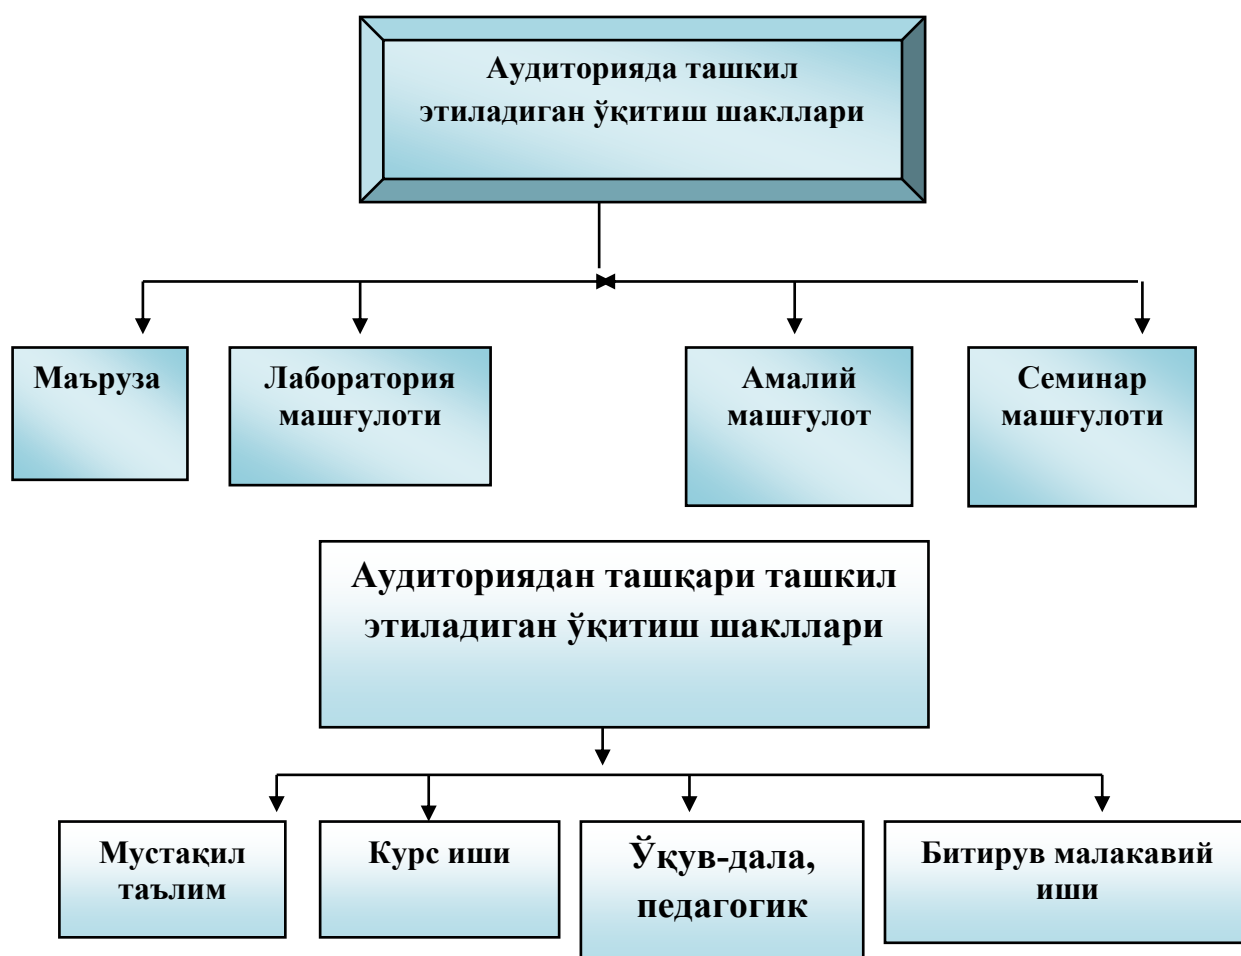 Аудиторияда ташкил
этиладиган ўқитиш шакллари
Маъруза
Лаборатория
машғулоти
Амалий
машғулот
Семинар
машғулоти
Аудиториядан ташқари ташкил
этиладиган ўқитиш шакллари
Мустақил
таълим
Курс иши
Ўқув-дала,
педагогик
Битирув малакавий
иши